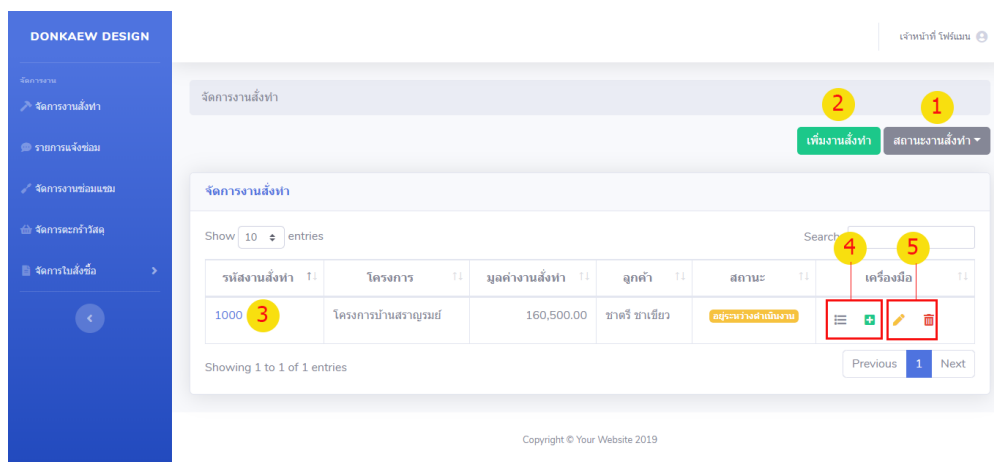 DONKAEW DESIGN
เจ้าหน้าที่ โฟร์แมน
จัดการงาน
จัดการงานสั่งทำ
รายการแจ้งซ่อม
จัดการงานซ่อมแซม
จัดการตะกร้าวัสดุ
จัดการใบสั่งซื้อ
จัดการงานสั่งทำ
2
1
เพิ่มงานสั่งทำ
สถานะงานสั่งทำ
จัดการงานสั่งทำ
Show 10 entries
Search:
4
5
รหัสงานสั่งทำ โครงการ มูลค่างานสั่งทำ ลูกค้า สถานะ เครื่องมือ
1000 3 โครงการบ้านสราญรมย์ 160,500.00 ชาตรี ชาเขียว อยู่ระหว่างดำเนินงาน
Showing 1 to 1 of 1 entries
Previous 1 Next
Copyright © Your Website 2019